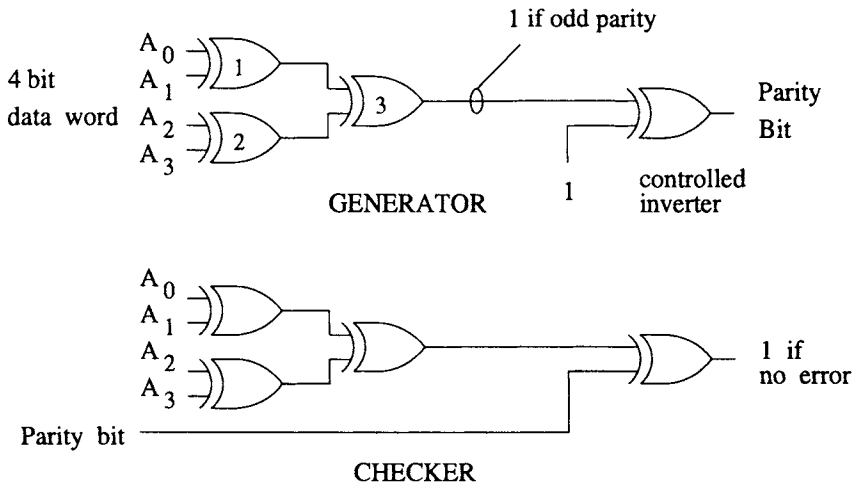 1 if odd parity
A0
A1
A2
A3
4 bit
data word
1
2
3
1
Parity
Bit
controlled
inverter
GENERATOR
A0
A1
A2
A3
Parity bit
1 if
no error
CHECKER